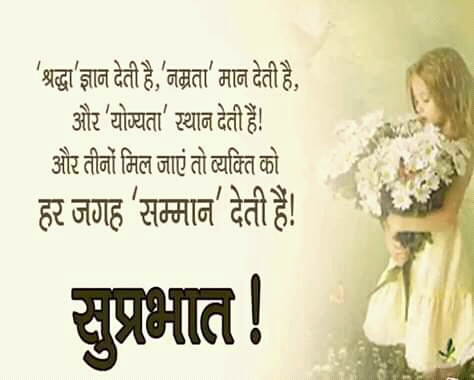 'श्रद्धा' ज्ञान देती है, 'नम्रता' मान देती है,
और 'योग्यता' स्थान देती हैं!
और तीनों मिल जाएं तो व्यक्ति को
हर जगह 'सम्मान' देती हैं!
सुप्रभात !